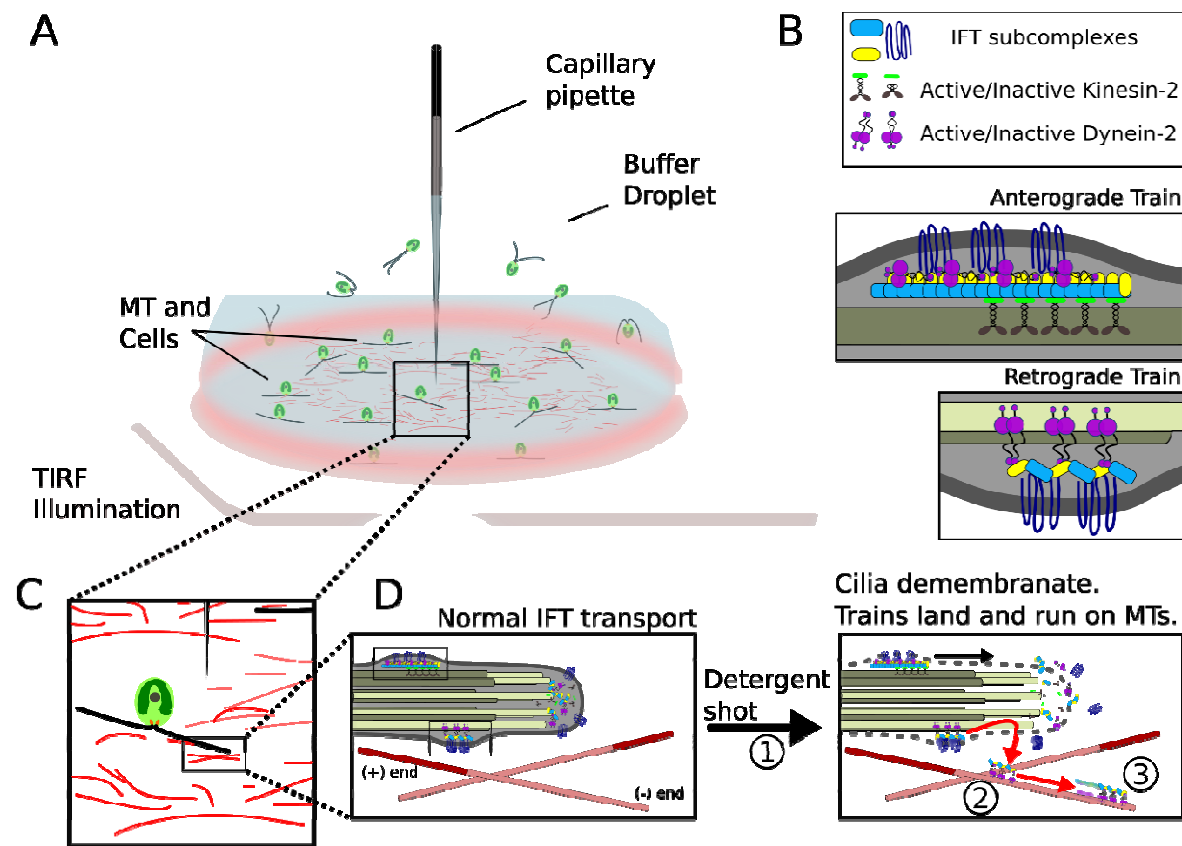 A
Capillary
pipette
Buffer
Droplet
MT and
Cells
TIRF
Illumination
B
IFT subcomplexes
Active/Inactive Kinesin-2
Active/Inactive Dynein-2
Anterograde Train
Retrograde Train
C
D
Normal IFT transport
(+) end
(-) end
Detergent
shot
1
Cilia demembranate.
Trains land and run on MTs.
2
3